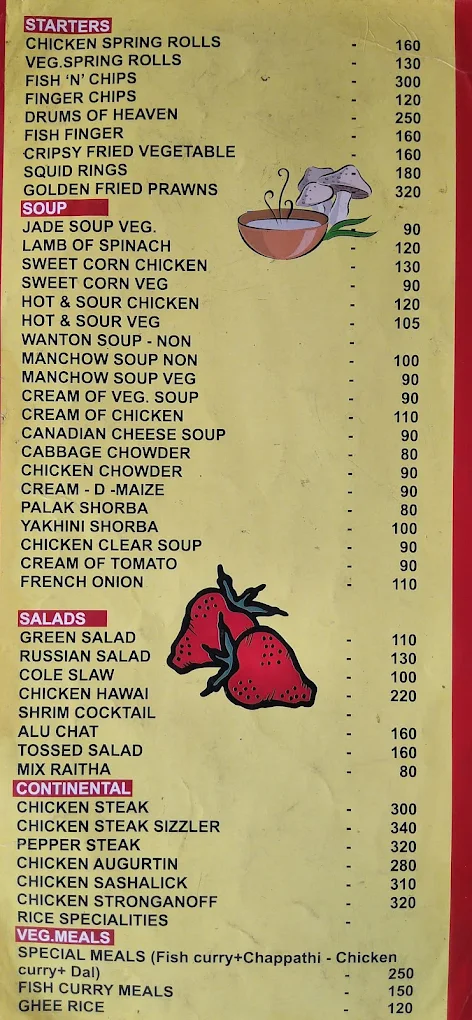 STARTERS
CHICKEN SPRING ROLLS - 160
VEG.SPRING ROLLS - 130
FISH 'N' CHIPS - 300
FINGER CHIPS - 120
DRUMS OF HEAVEN - 250
FISH FINGER - 160
CRIPSY FRIED VEGETABLE - 160
SQUID RINGS - 180
GOLDEN FRIED PRAWNS - 320
SOUP
JADE SOUP VEG. - 90
LAMB OF SPINACH - 120
SWEET CORN CHICKEN - 130
SWEET CORN VEG - 90
HOT & SOUR CHICKEN - 120
HOT & SOUR VEG - 105
WANTON SOUP - NON -
MANCHOW SOUP NON - 100
MANCHOW SOUP VEG - 90
CREAM OF VEG. SOUP - 90
CREAM OF CHICKEN - 110
CANADIAN CHEESE SOUP - 90
CABBAGE CHOWDER - 80
CHICKEN CHOWDER - 90
CREAM - D -MAIZE - 90
PALAK SHORBA - 80
YAKHINI SHORBA - 100
CHICKEN CLEAR SOUP - 90
CREAM OF TOMATO - 90
FRENCH ONION - 110
SALADS
GREEN SALAD - 110
RUSSIAN SALAD - 130
COLE SLAW - 100
CHICKEN HAWAI - 220
SHRIM COCKTAIL -
ALU CHAT - 160
TOSSED SALAD - 160
MIX RAITHA - 80
CONTINENTAL
CHICKEN STEAK - 300
CHICKEN STEAK SIZZLER - 340
PEPPER STEAK - 320
CHICKEN AUGURTIN - 280
CHICKEN SASHALICK - 310
CHICKEN STRONGANOFF - 320
RICE SPECIALITIES -
VEG.MEALS
SPECIAL MEALS (Fish curry+Chappathi - Chicken
curry+ Dal) - 250
FISH CURRY MEALS - 150
GHEE RICE - 120